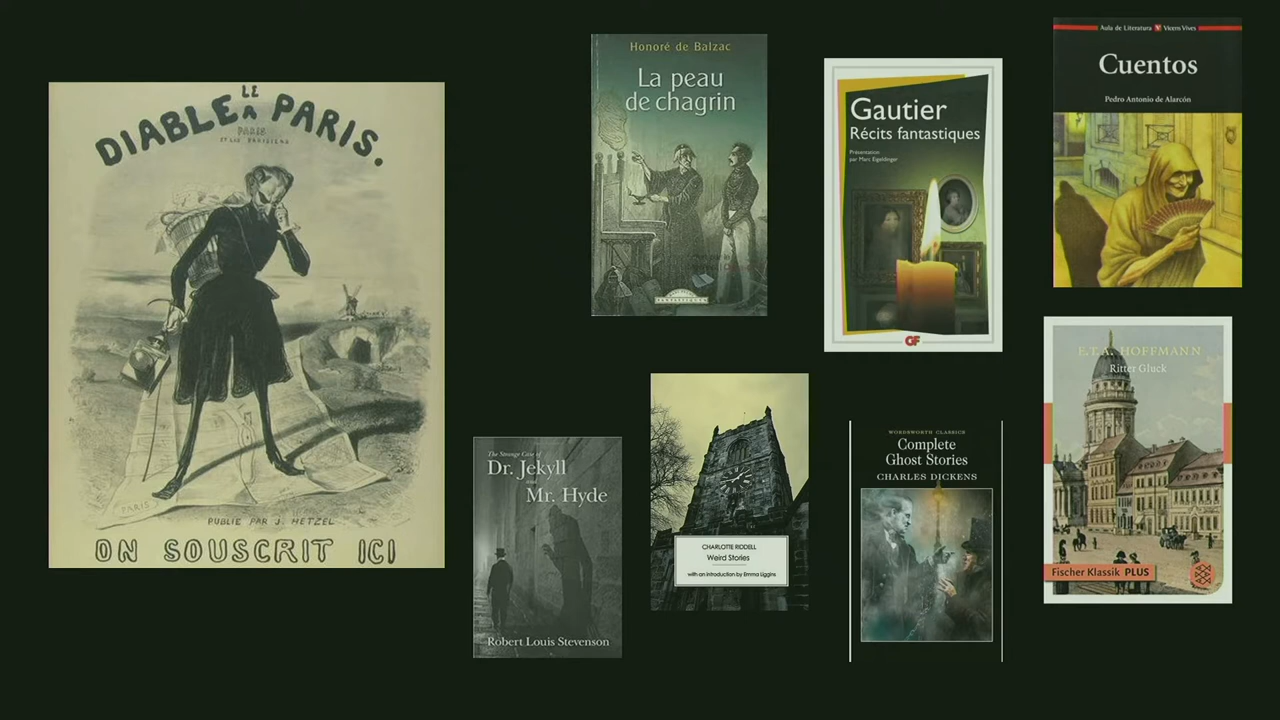 LE
DIABLE A PARIS.
PARIS
ET LES PARISIENS
PARIS
PUBLIÉ PAR J. HETZEL
ON SOUSCRIT ICI
Honoré de Balzac
La peau
de chagrin
Gautier
Récits fantastiques
Présentation
par Marc Eigeldinger
GF
Aula de Literatura V Vicens Vives
Cuentos
Pedro Antonio de Alarcón
The Strange Case of
Dr. Jekyll
Mr. Hyde
Robert Louis Stevenson
CHARLOTTE RIDDELL
Weird Stories
with an introduction by Emma Liggins
WORDSWORTH CLASSICS
Complete
Ghost Stories
CHARLES DICKENS
E.T.A. HOFFMANN
Ritter Gluck
Fischer Klassik PLUS